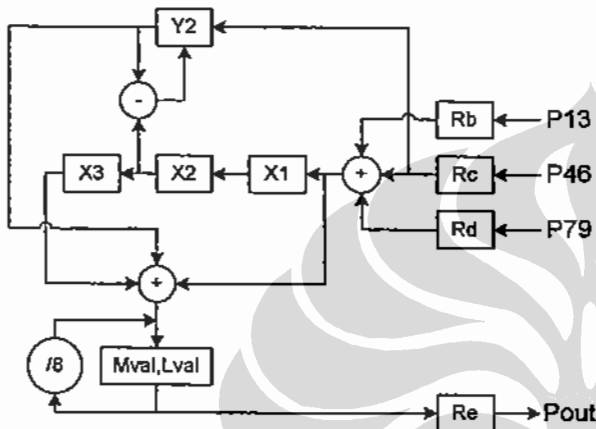 Y2
-
Rb P13
X3 X2 X1 + Rc P46
Rd P79
+
/8 Mval,Lval
Re Pout